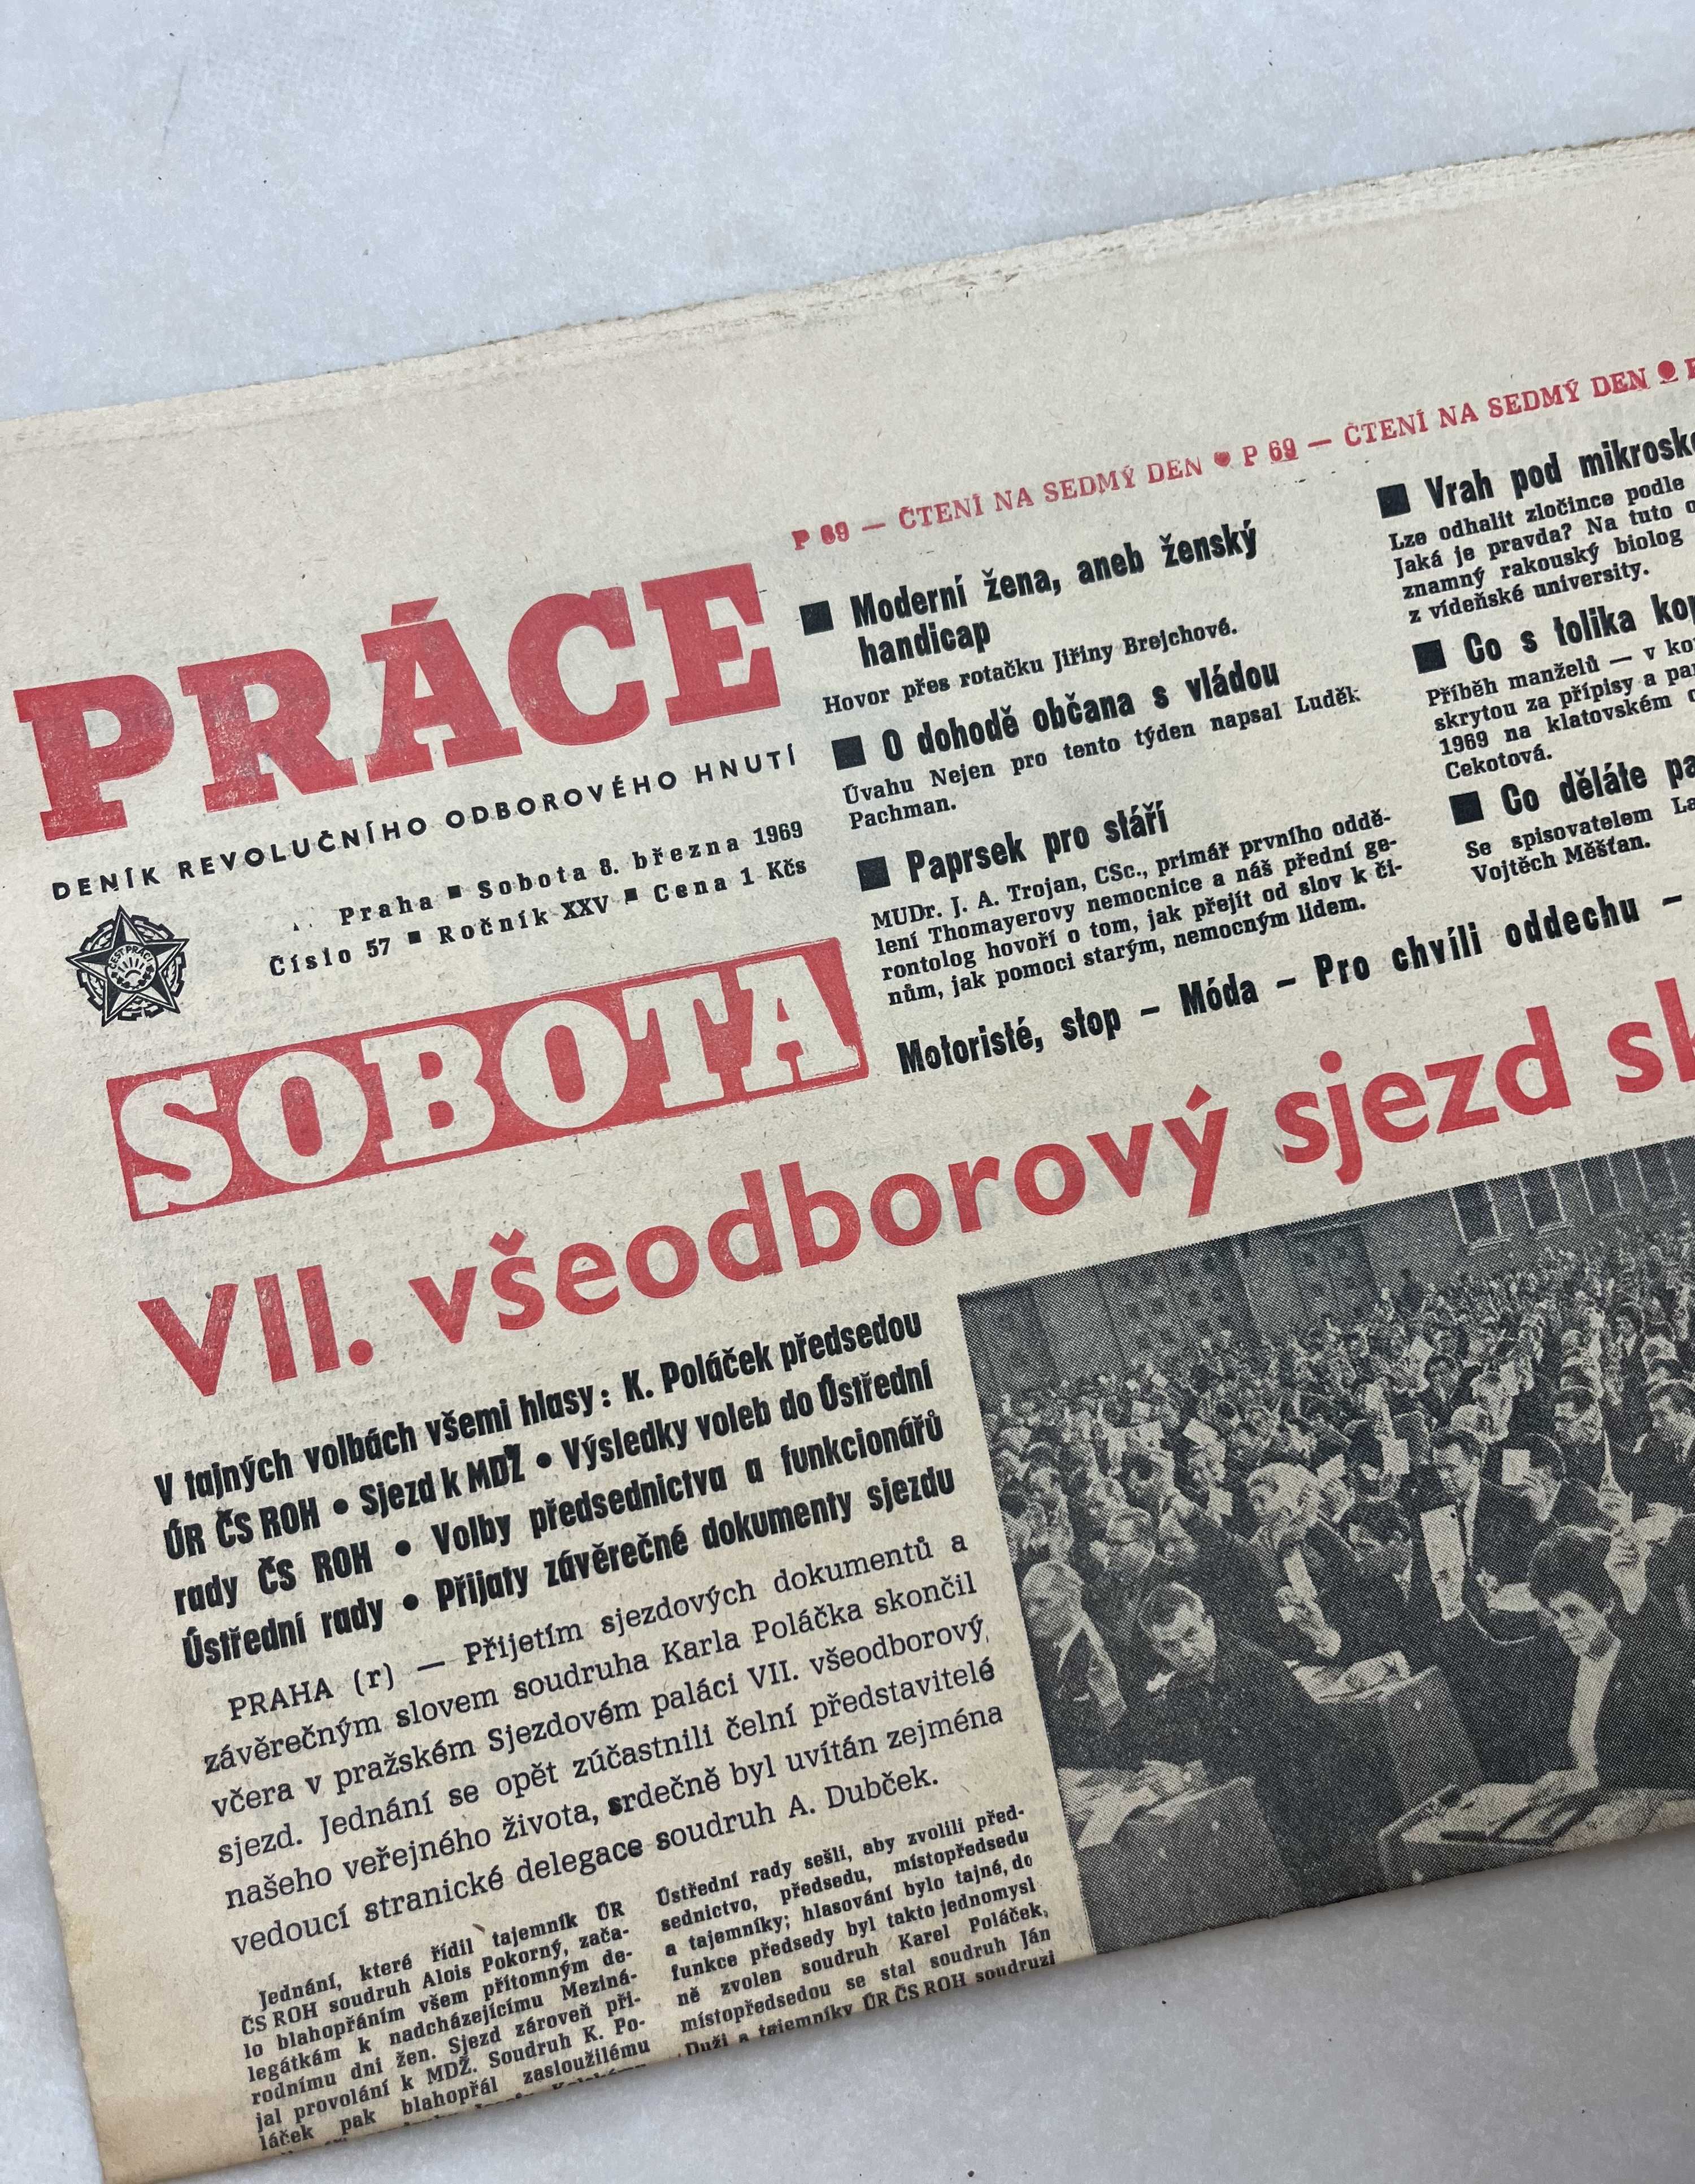 P 69 — ČTENÍ NA SEDMÝ DEN ● P 69 — ČTENÍ NA SEDMÝ DEN ●
PRÁCE
DENÍK REVOLUČNÍHO ODBOROVÉHO HNUTÍ
Praha ■ Sobota 8. března 1969
Číslo 57 ■ Ročník XXV ■ Cena 1 Kčs
SOBOTA
■ Moderní žena, aneb ženský
handicap
Hovor přes rotačku Jiřiny Brejchové.
■ O dohodě občana s vládou
Úvahu Nejen pro tento týden napsal Luděk
Pachman.
■ Paprsek pro stáří
MUDr. J. A. Trojan, CSc., primář prvního oddě-
lení Thomayerovy nemocnice a náš přední ge-
rontolog hovoří o tom, jak přejít od slov k či-
nům, jak pomoci starým, nemocným lidem.
■ Vrah pod
Lze odhalit zločince podle
Jaká je pravda? Na tuto
znamný rakouský biolog
z vídeňské university.
■ Co s tolika
Příběh manželů — v
skrytou za přípisy a
1969 na klatovském
Cekotová.
■ Co děláte
Se spisovatelem
Vojtěch Měšťan.
Motoristé, stop – Móda – Pro chvíli oddechu –
VII. všeodborový sjezd
V tajných volbách všemi hlasy: K. Poláček předsedou
ÚR ČS ROH ● Sjezd k MDŽ ● Výsledky voleb do Ústřední
rady ČS ROH ● Volby předsednictva a funkcionářů
Ústřední rady ● Přijaty závěrečné dokumenty sjezdu
PRAHA (r) — Přijetím sjezdových dokumentů a
závěrečným slovem soudruha Karla Poláčka skončil
včera v pražském Sjezdovém paláci VII. všeodborový
sjezd. Jednání se opět zúčastnili čelní představitelé
našeho veřejného života, srdečně byl uvítán zejména
vedoucí stranické delegace soudruh A. Dubček.
Jednání, které řídil tajemník ÚR
ČS ROH soudruh Alois Pokorný, zača-
lo blahopřáním všem přítomným de-
legátkám k nadcházejícímu Meziná-
rodnímu dni žen. Sjezd zároveň při-
jal provolání k MDŽ. Soudruh K. Po-
láček pak blahopřál zasloužilému
Ústřední rady sešli, aby zvolili před-
sednictvo, předsedu, místopředsedu
a tajemníky; hlasování bylo tajné, do
funkce předsedy byl takto jednomysl
ně zvolen soudruh Karel Poláček,
místopředsedou se stal soudruh Ján
Duži a tajemníky ÚR ČS ROH soudruzi